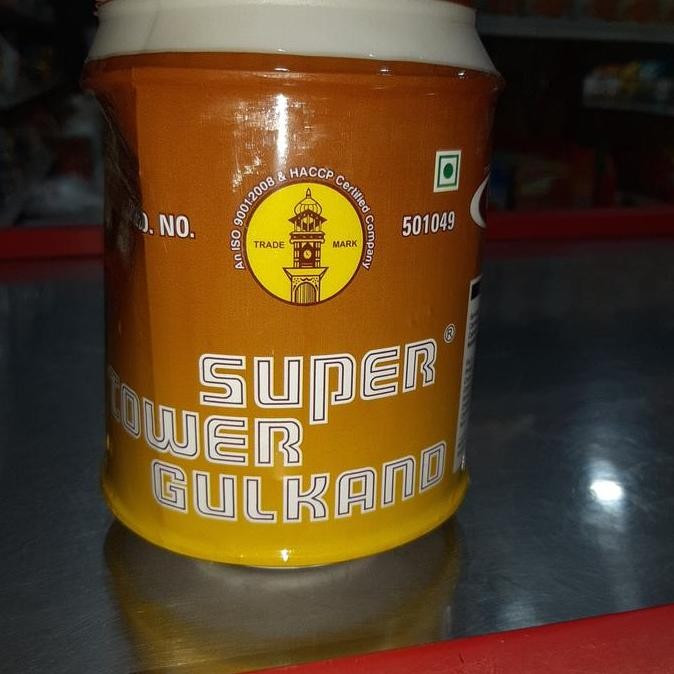 An ISO 9001:2008 & HACCP Certified Company
TRADE MARK
NO.
501049
SUPER ®
TOWER
GULKAND